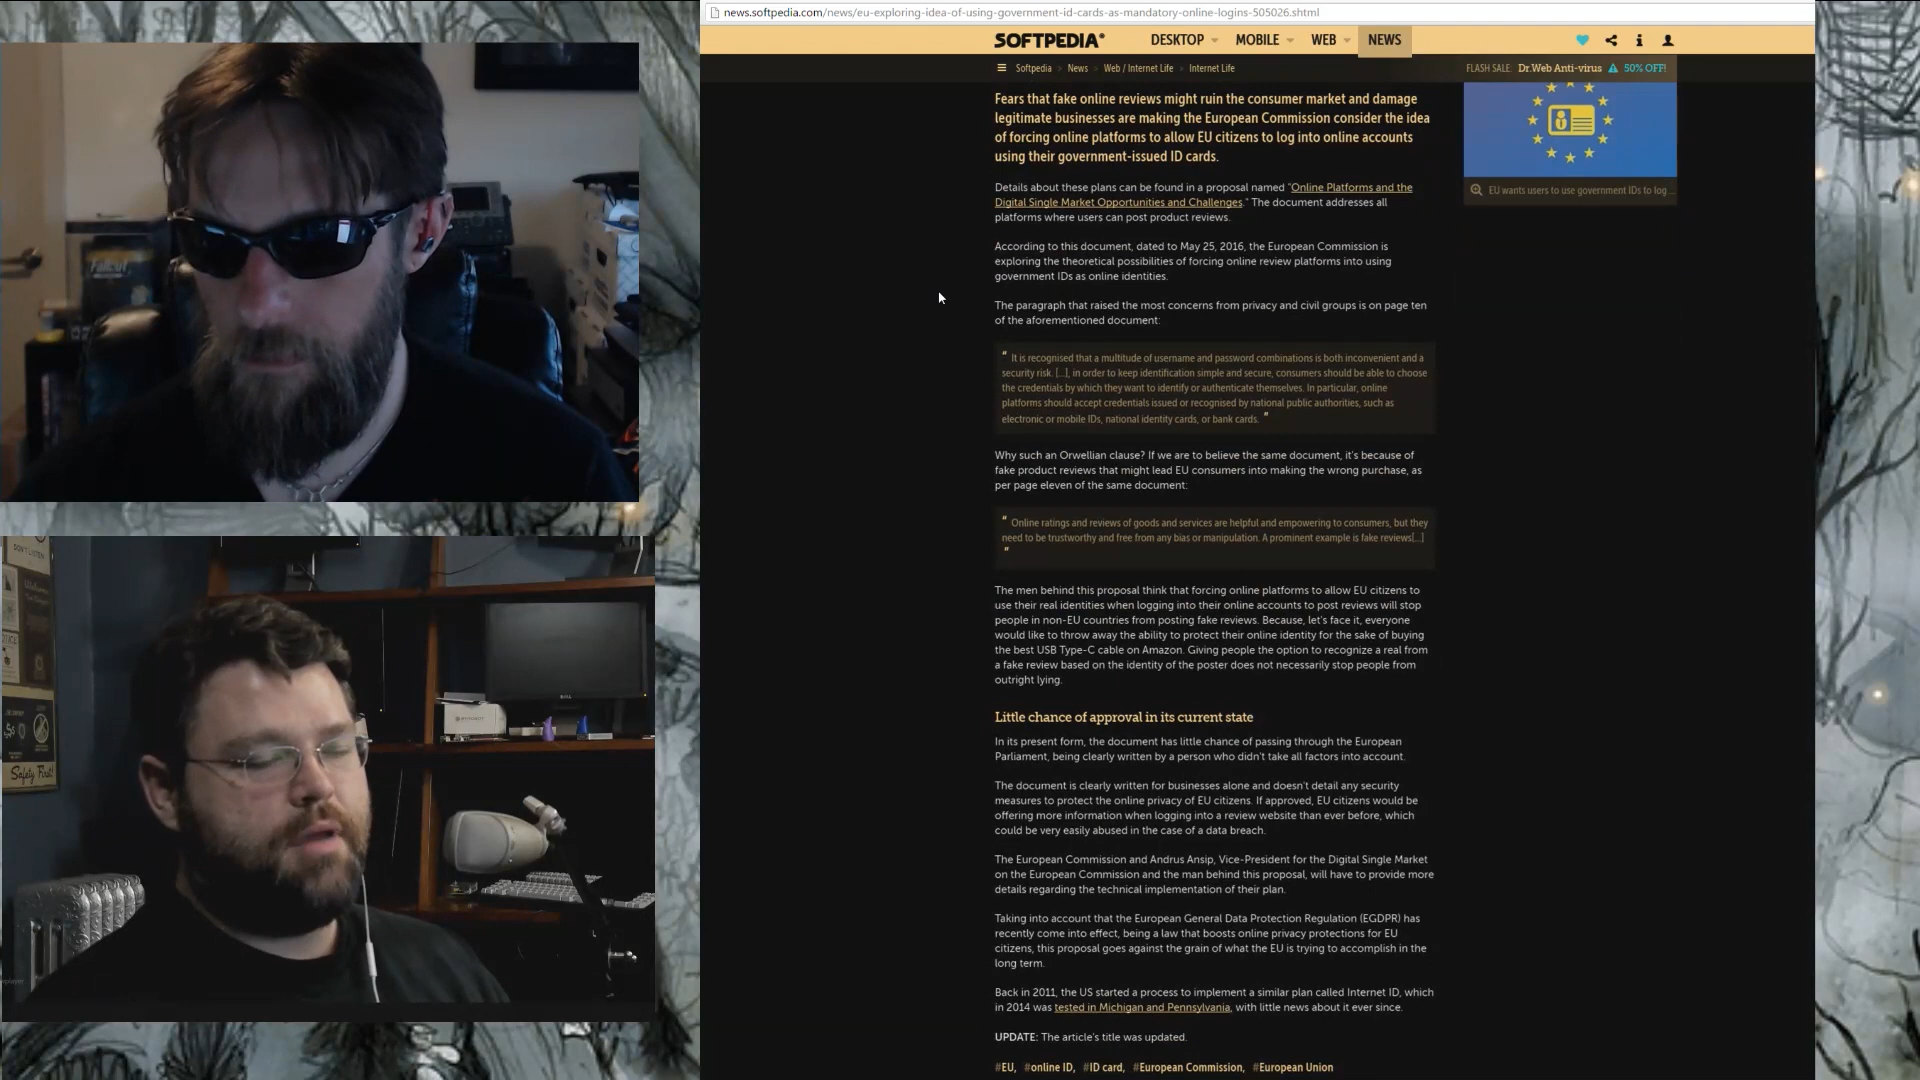 news.softpedia.com/news/eu-exploring-idea-of-using-government-id-cards-as-mandatory-online-logins-505026.shtml
SOFTPEDIA®
DESKTOP
MOBILE
WEB
NEWS
Softpedia > News > Web / Internet Life > Internet Life
FLASH SALE: Dr.Web Anti-virus 50% OFF!
Fears that fake online reviews might ruin the consumer market and damage
legitimate businesses are making the European Commission consider the idea
of forcing online platforms to allow EU citizens to log into online accounts
using their government-issued ID cards.
EU wants users to use government IDs to log ...
Details about these plans can be found in a proposal named "Online Platforms and the
Digital Single Market Opportunities and Challenges." The document addresses all
platforms where users can post product reviews.
According to this document, dated to May 25, 2016, the European Commission is
exploring the theoretical possibilities of forcing online review platforms into using
government IDs as online identities.
The paragraph that raised the most concerns from privacy and civil groups is on page ten
of the aforementioned document:
" It is recognised that a multitude of username and password combinations is both inconvenient and a
security risk. [...], in order to keep identification simple and secure, consumers should be able to choose
the credentials by which they want to identify or authenticate themselves. In particular, online
platforms should accept credentials issued or recognised by national public authorities, such as
electronic or mobile IDs, national identity cards, or bank cards. "
Why such an Orwellian clause? If we are to believe the same document, it's because of
fake product reviews that might lead EU consumers into making the wrong purchase, as
per page eleven of the same document:
" Online ratings and reviews of goods and services are helpful and empowering to consumers, but they
need to be trustworthy and free from any bias or manipulation. A prominent example is fake reviews[...]
"
The men behind this proposal think that forcing online platforms to allow EU citizens to
use their real identities when logging into their online accounts to post reviews will stop
people in non-EU countries from posting fake reviews. Because, let's face it, everyone
would like to throw away the ability to protect their online identity for the sake of buying
the best USB Type-C cable on Amazon. Giving people the option to recognize a real from
a fake review based on the identity of the poster does not necessarily stop people from
outright lying.
Little chance of approval in its current state
In its present form, the document has little chance of passing through the European
Parliament, being clearly written by a person who didn't take all factors into account.
The document is clearly written for businesses alone and doesn't detail any security
measures to protect the online privacy of EU citizens. If approved, EU citizens would be
offering more information when logging into a review website than ever before, which
could be very easily abused in the case of a data breach.
The European Commission and Andrus Ansip, Vice-President for the Digital Single Market
on the European Commission and the man behind this proposal, will have to provide more
details regarding the technical implementation of their plan.
Taking into account that the European General Data Protection Regulation (EGDPR) has
recently come into effect, being a law that boosts online privacy protections for EU
citizens, this proposal goes against the grain of what the EU is trying to accomplish in the
long term.
Back in 2011, the US started a process to implement a similar plan called Internet ID, which
in 2014 was tested in Michigan and Pennsylvania, with little news about it ever since.
UPDATE: The article's title was updated.
#EU, #online ID, #ID card, #European Commission, #European Union
Fallout
DON'T LISTEN
Safety First!
DELL